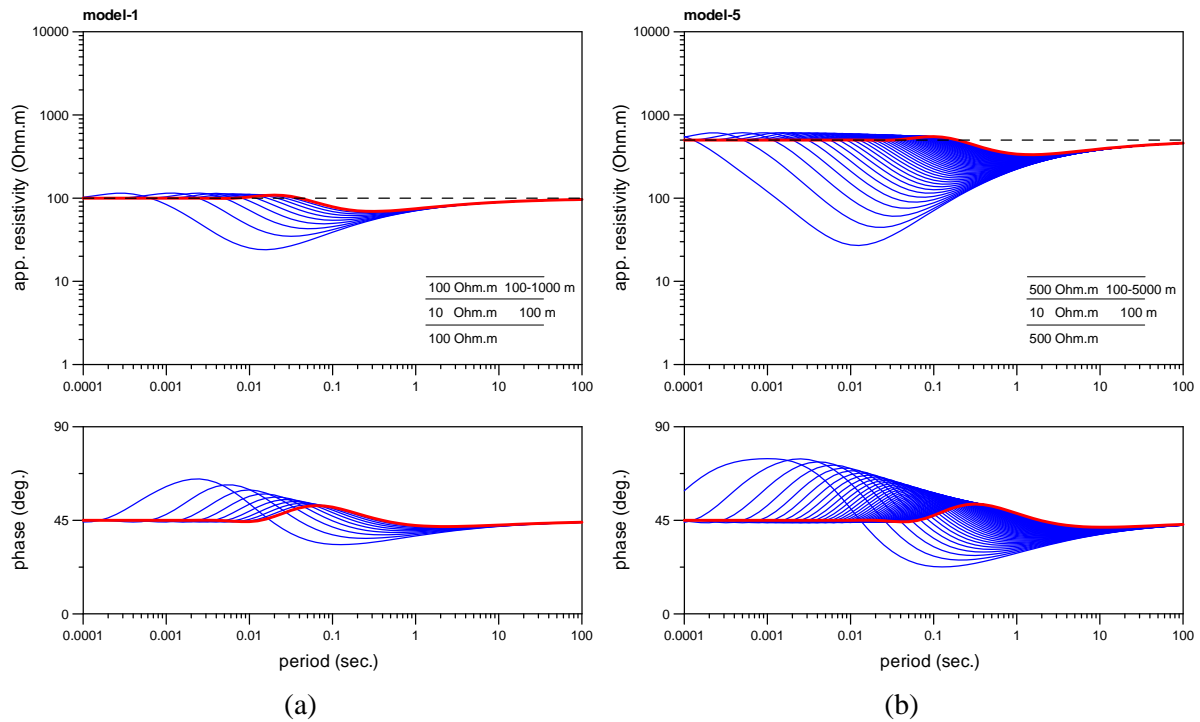 model-1
10000
1000
100
10
1
app. resistivity (Ohm.m)
100 Ohm.m 100-1000 m
10 Ohm.m 100 m
100 Ohm.m
0.0001 0.001 0.01 0.1 1 10 100
90
45
0
phase (deg.)
0.0001 0.001 0.01 0.1 1 10 100
period (sec.)
(a)
model-5
10000
1000
100
10
1
app. resistivity (Ohm.m)
500 Ohm.m 100-5000 m
10 Ohm.m 100 m
500 Ohm.m
0.0001 0.001 0.01 0.1 1 10 100
90
45
0
phase (deg.)
0.0001 0.001 0.01 0.1 1 10 100
period (sec.)
(b)